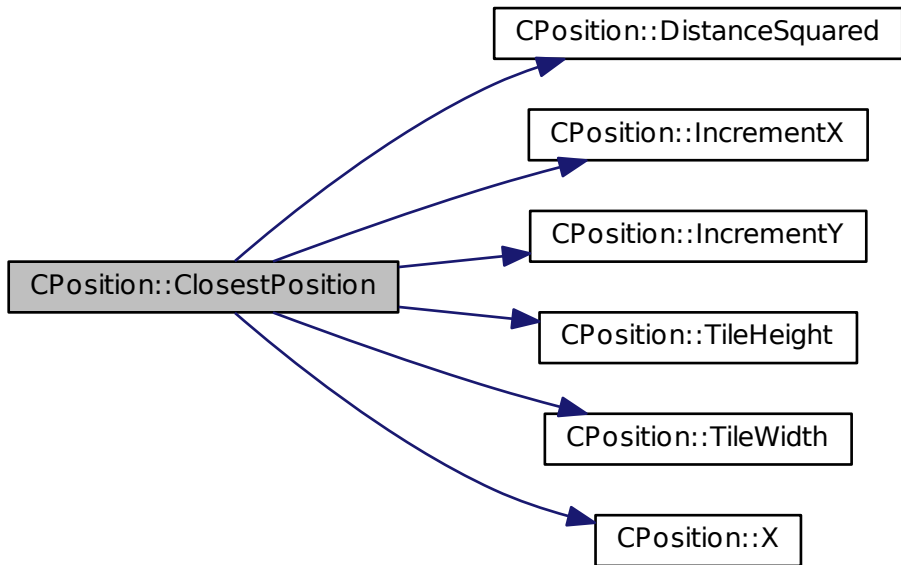 CPosition::DistanceSquared
CPosition::IncrementX
CPosition::IncrementY
CPosition::ClosestPosition
CPosition::TileHeight
CPosition::TileWidth
CPosition::X